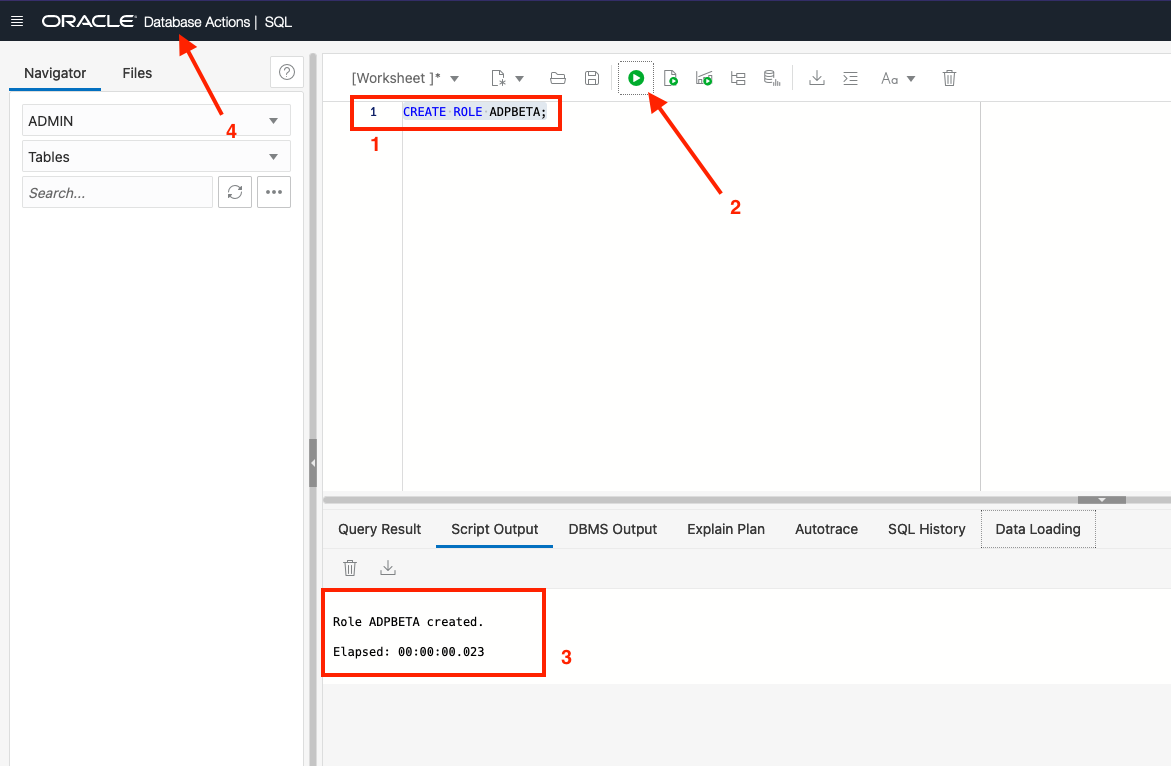 ORACLE Database Actions | SQL
Navigator Files
ADMIN
4
Tables
Search...
[Worksheet ]* Aa
1 CREATE ROLE ADPBETA;
1
2
Query Result Script Output DBMS Output Explain Plan Autotrace SQL History Data Loading
Role ADPBETA created.
Elapsed: 00:00:00.023
3